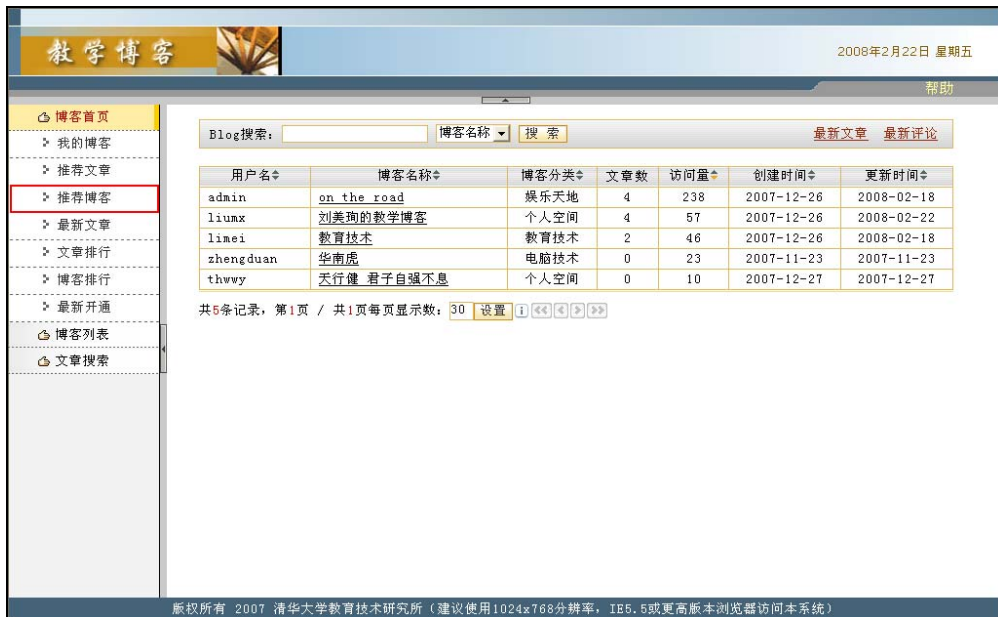 教学博客
2008年2月22日 星期五
帮助
博客首页
我的博客
推荐文章
推荐博客
最新文章
文章排行
博客排行
最新开通
博客列表
文章搜索
Blog搜索： 博客名称 搜 索 最新文章 最新评论
用户名 博客名称 博客分类 文章数 访问量 创建时间 更新时间
admin on the road 娱乐天地 4 238 2007-12-26 2008-02-18
liumx 刘美珣的教学博客 个人空间 4 57 2007-12-26 2008-02-22
limei 教育技术 教育技术 2 46 2007-12-26 2008-02-18
zhengduan 华南虎 电脑技术 0 23 2007-11-23 2007-11-23
thwwy 天行健 君子自强不息 个人空间 0 10 2007-12-27 2007-12-27
共5条记录，第1页 / 共1页每页显示数： 30 设置
版权所有 2007 清华大学教育技术研究所（建议使用1024x768分辨率，IE5.5或更高版本浏览器访问本系统）